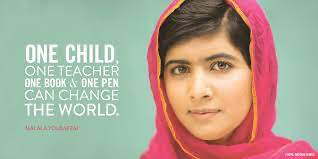 ONE CHILD,
ONE TEACHER
ONE BOOK & ONE PEN
CAN CHANGE
THE WORLD.
MALALA YOUSAFZAI